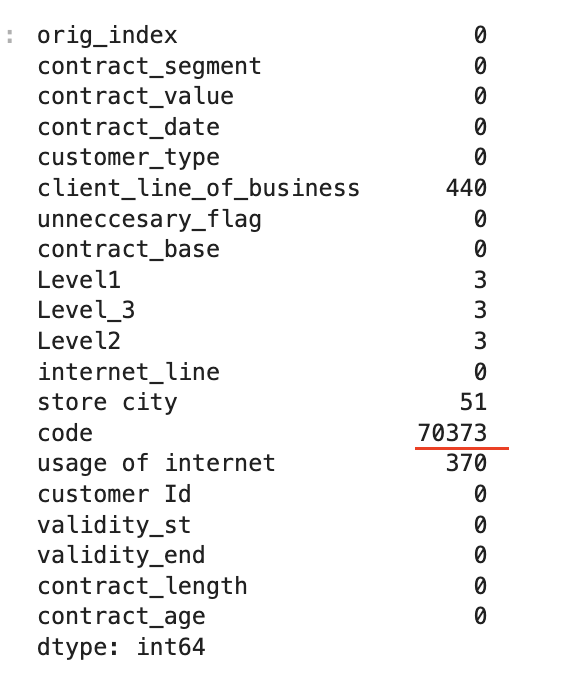 : orig_index 0
contract_segment 0
contract_value 0
contract_date 0
customer_type 0
client_line_of_business 440
unneccesary_flag 0
contract_base 0
Level1 3
Level_3 3
Level2 3
internet_line 0
store city 51
code 70373
usage of internet 370
customer Id 0
validity_st 0
validity_end 0
contract_length 0
contract_age 0
dtype: int64